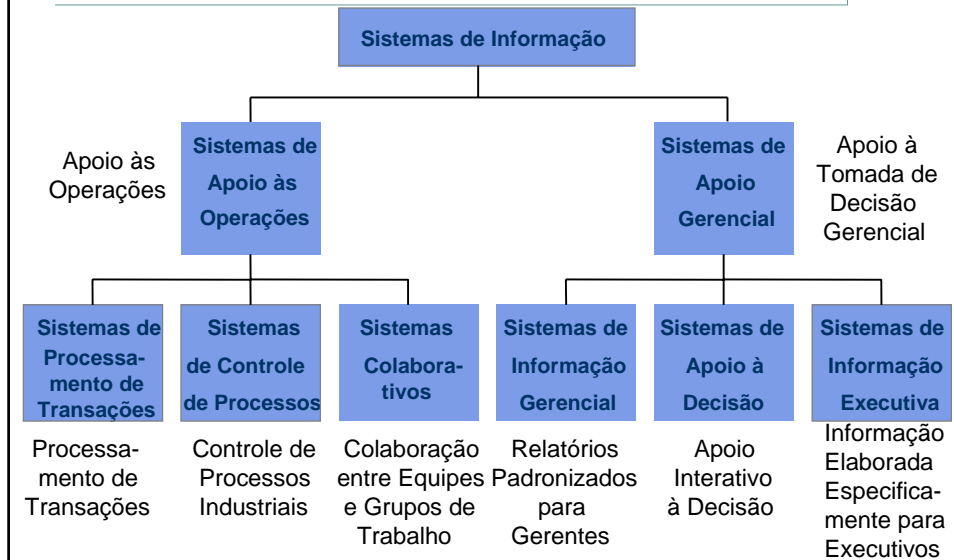 Sistemas de Informação
Apoio às
Operações
Sistemas de
Apoio às
Operações
Sistemas de
Apoio
Gerencial
Apoio à
Tomada de
Decisão
Gerencial
Sistemas de
Processa-
mento de
Transações
Sistemas
de Controle
de Processos
Sistemas
Colabora-
tivos
Sistemas de
Informação
Gerencial
Sistemas de
Apoio à
Decisão
Sistemas de
Informação
Executiva
Processa-
mento de
Transações
Controle de
Processos
Industriais
Colaboração
entre Equipes
e Grupos de
Trabalho
Relatórios
Padronizados
para
Gerentes
Apoio
Interativo
à Decisão
Informação
Elaborada
Especifica-
mente para
Executivos